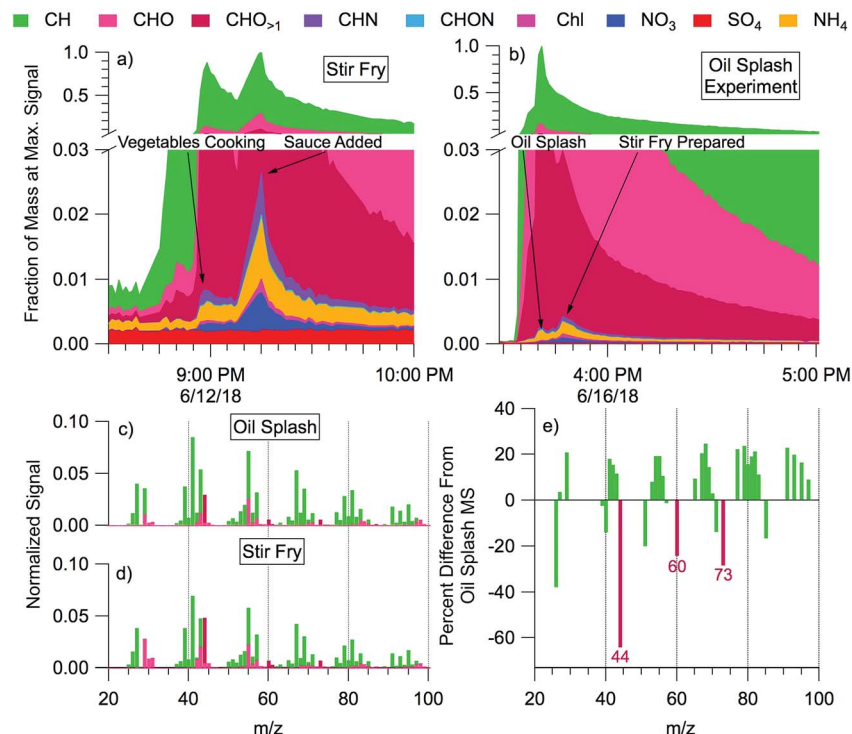 CH CHO CHO>1 CHN CHON Chl NO3 SO4 NH4
a) Stir Fry
b) Oil Splash
Experiment
1.0
0.5
1.0
0.5
Vegetables Cooking Sauce Added
Oil Splash Stir Fry Prepared
Fraction of Mass at Max. Signal
0.03
0.02
0.01
0.00
0.03
0.02
0.01
0.00
9:00 PM 10:00 PM
6/12/18
4:00 PM 5:00 PM
6/16/18
c) Oil Splash
0.10
0.05
0.00
d) Stir Fry
0.10
0.05
0.00
Normalized Signal
20 40 60 80 100
m/z
e)
Percent Difference From
Oil Splash MS
40
20
0
-20
-40
-60
60
73
44
20 40 60 80 100
m/z